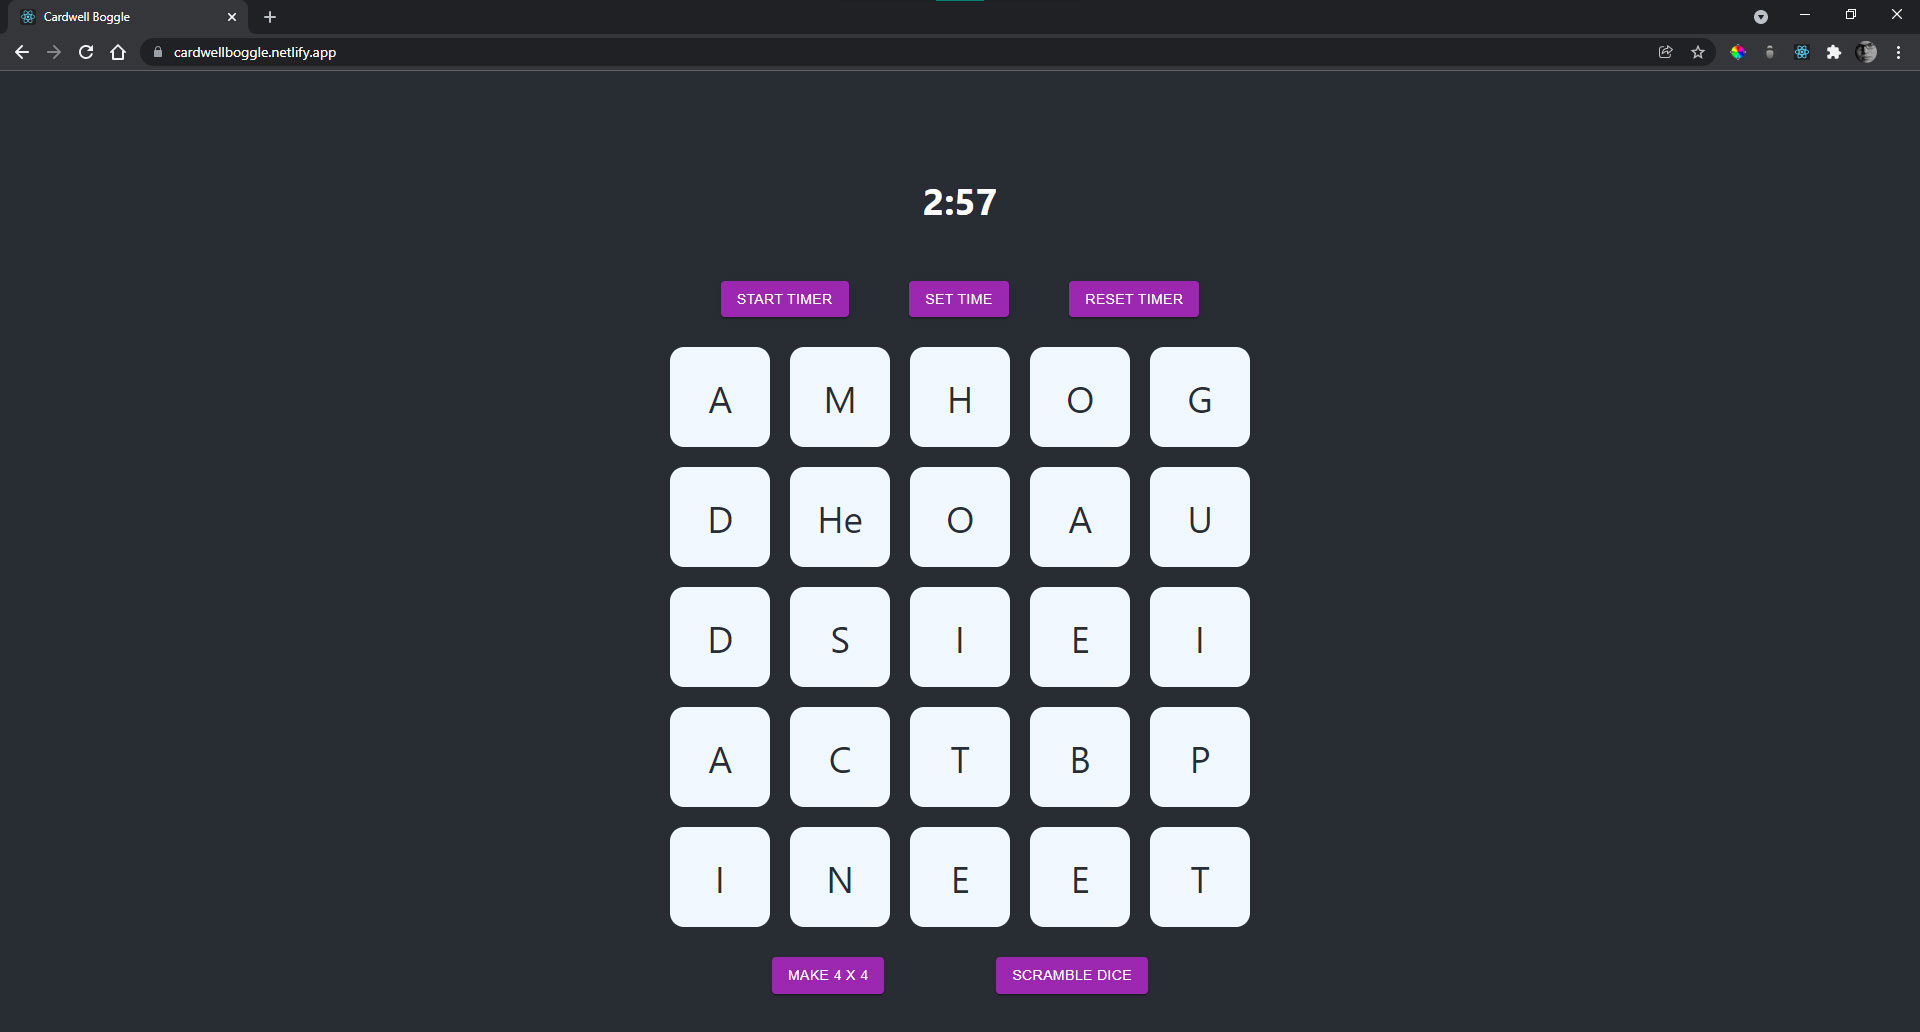 Cardwell Boggle
cardwellboggle.netlify.app
2:57
START TIMER SET TIME RESET TIMER
A M H O G
D He O A U
D S I E I
A C T B P
I N E E T
MAKE 4 X 4 SCRAMBLE DICE